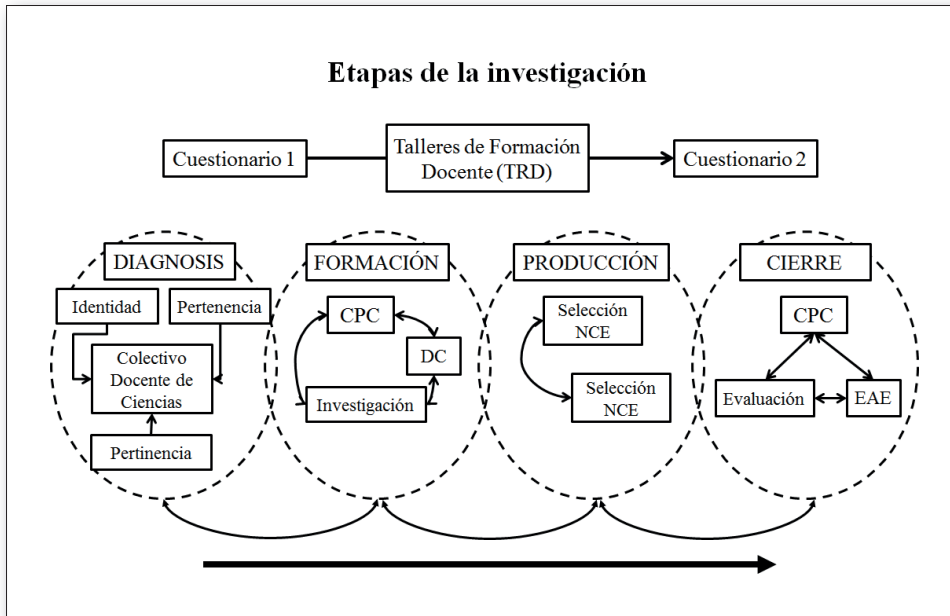 Etapas de la investigación
Cuestionario 1
Talleres de Formación
Docente (TRD)
Cuestionario 2
DIAGNOSIS
Identidad
Pertenencia
Colectivo
Docente de
Ciencias
Pertinencia
FORMACIÓN
CPC
DC
Investigación
PRODUCCIÓN
Selección
NCE
Selección
NCE
CIERRE
CPC
Evaluación
EAE